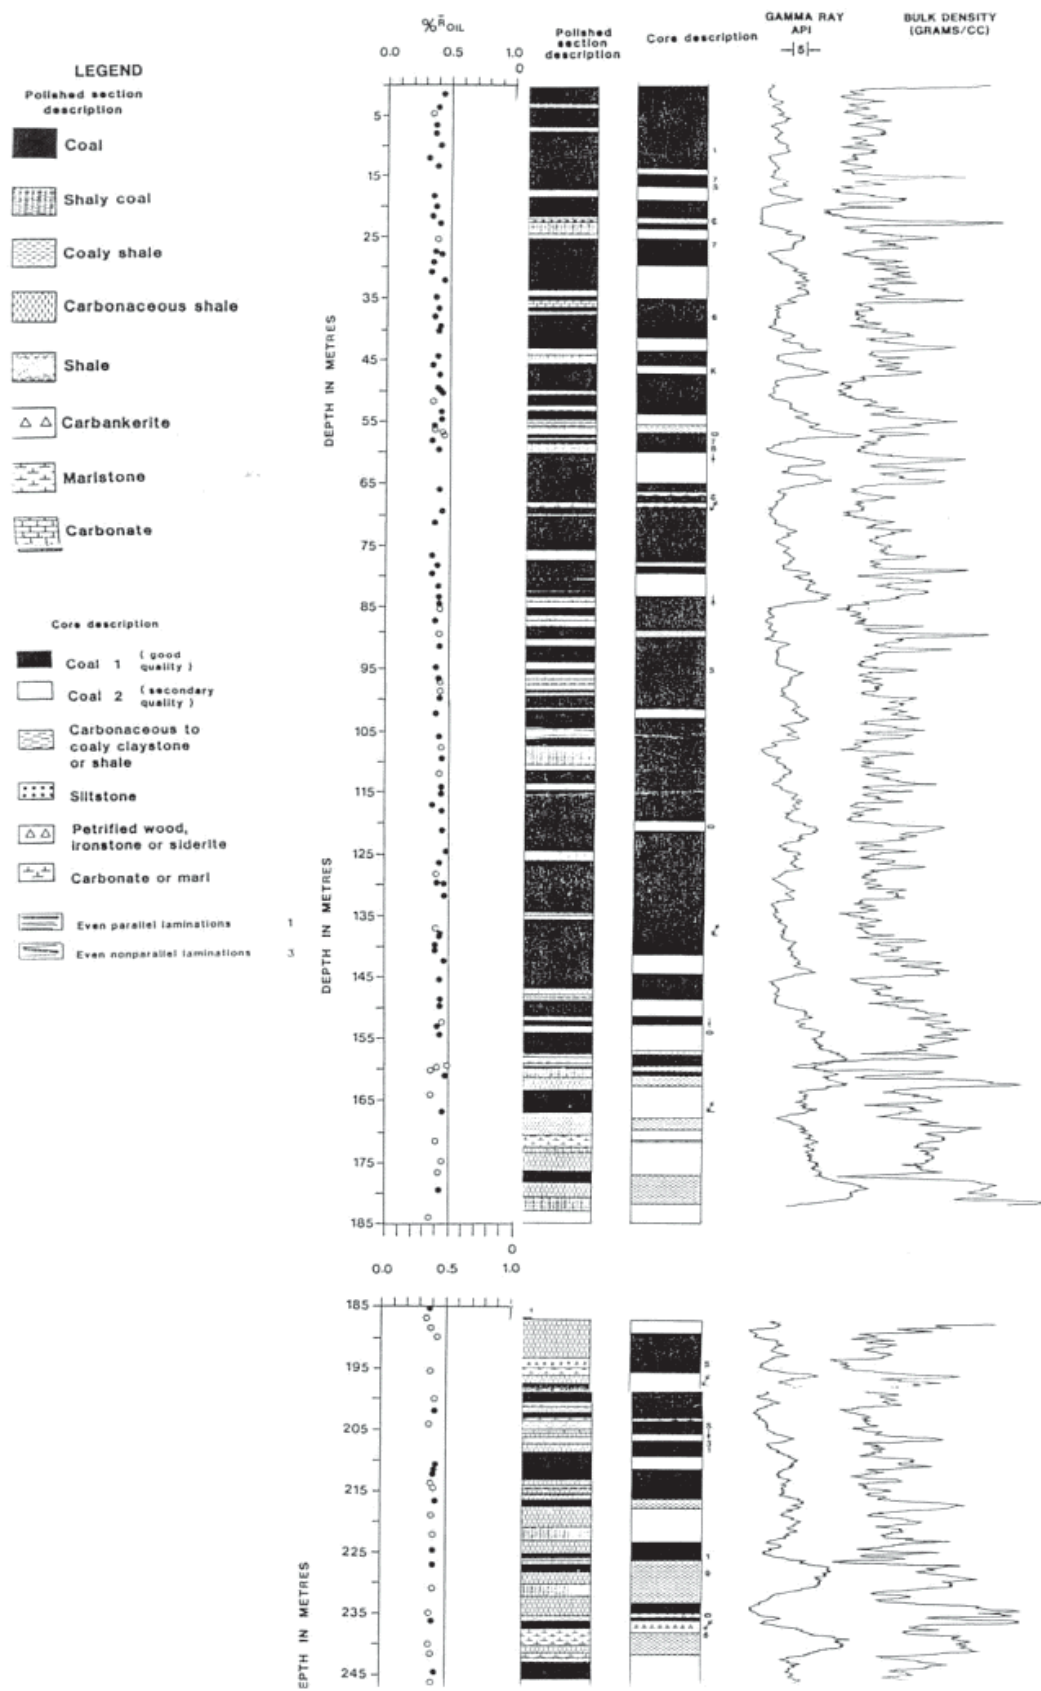 % R̄ OIL
0.0 0.5 1.0
0
Polished
section
description
Core description
GAMMA RAY
API
5
BULK DENSITY
(GRAMS/CC)
LEGEND
Polished section
description
Coal
Shaly coal
Coaly shale
Carbonaceous shale
Shale
Carbankerite
Marlstone
Carbonate
Core description
Coal 1 (good
quality)
Coal 2 (secondary
quality)
Carbonaceous to
coaly claystone
or shale
Siltstone
Petrified wood,
ironstone or siderite
Carbonate or marl
Even parallel laminations 1
Even nonparallel laminations 3
DEPTH IN METRES
DEPTH IN METRES
5
15
25
35
45
55
65
75
85
95
105
115
125
135
145
155
165
175
185
0
0.0 0.5 1.0
185
195
205
215
225
235
245
EPTH IN METRES